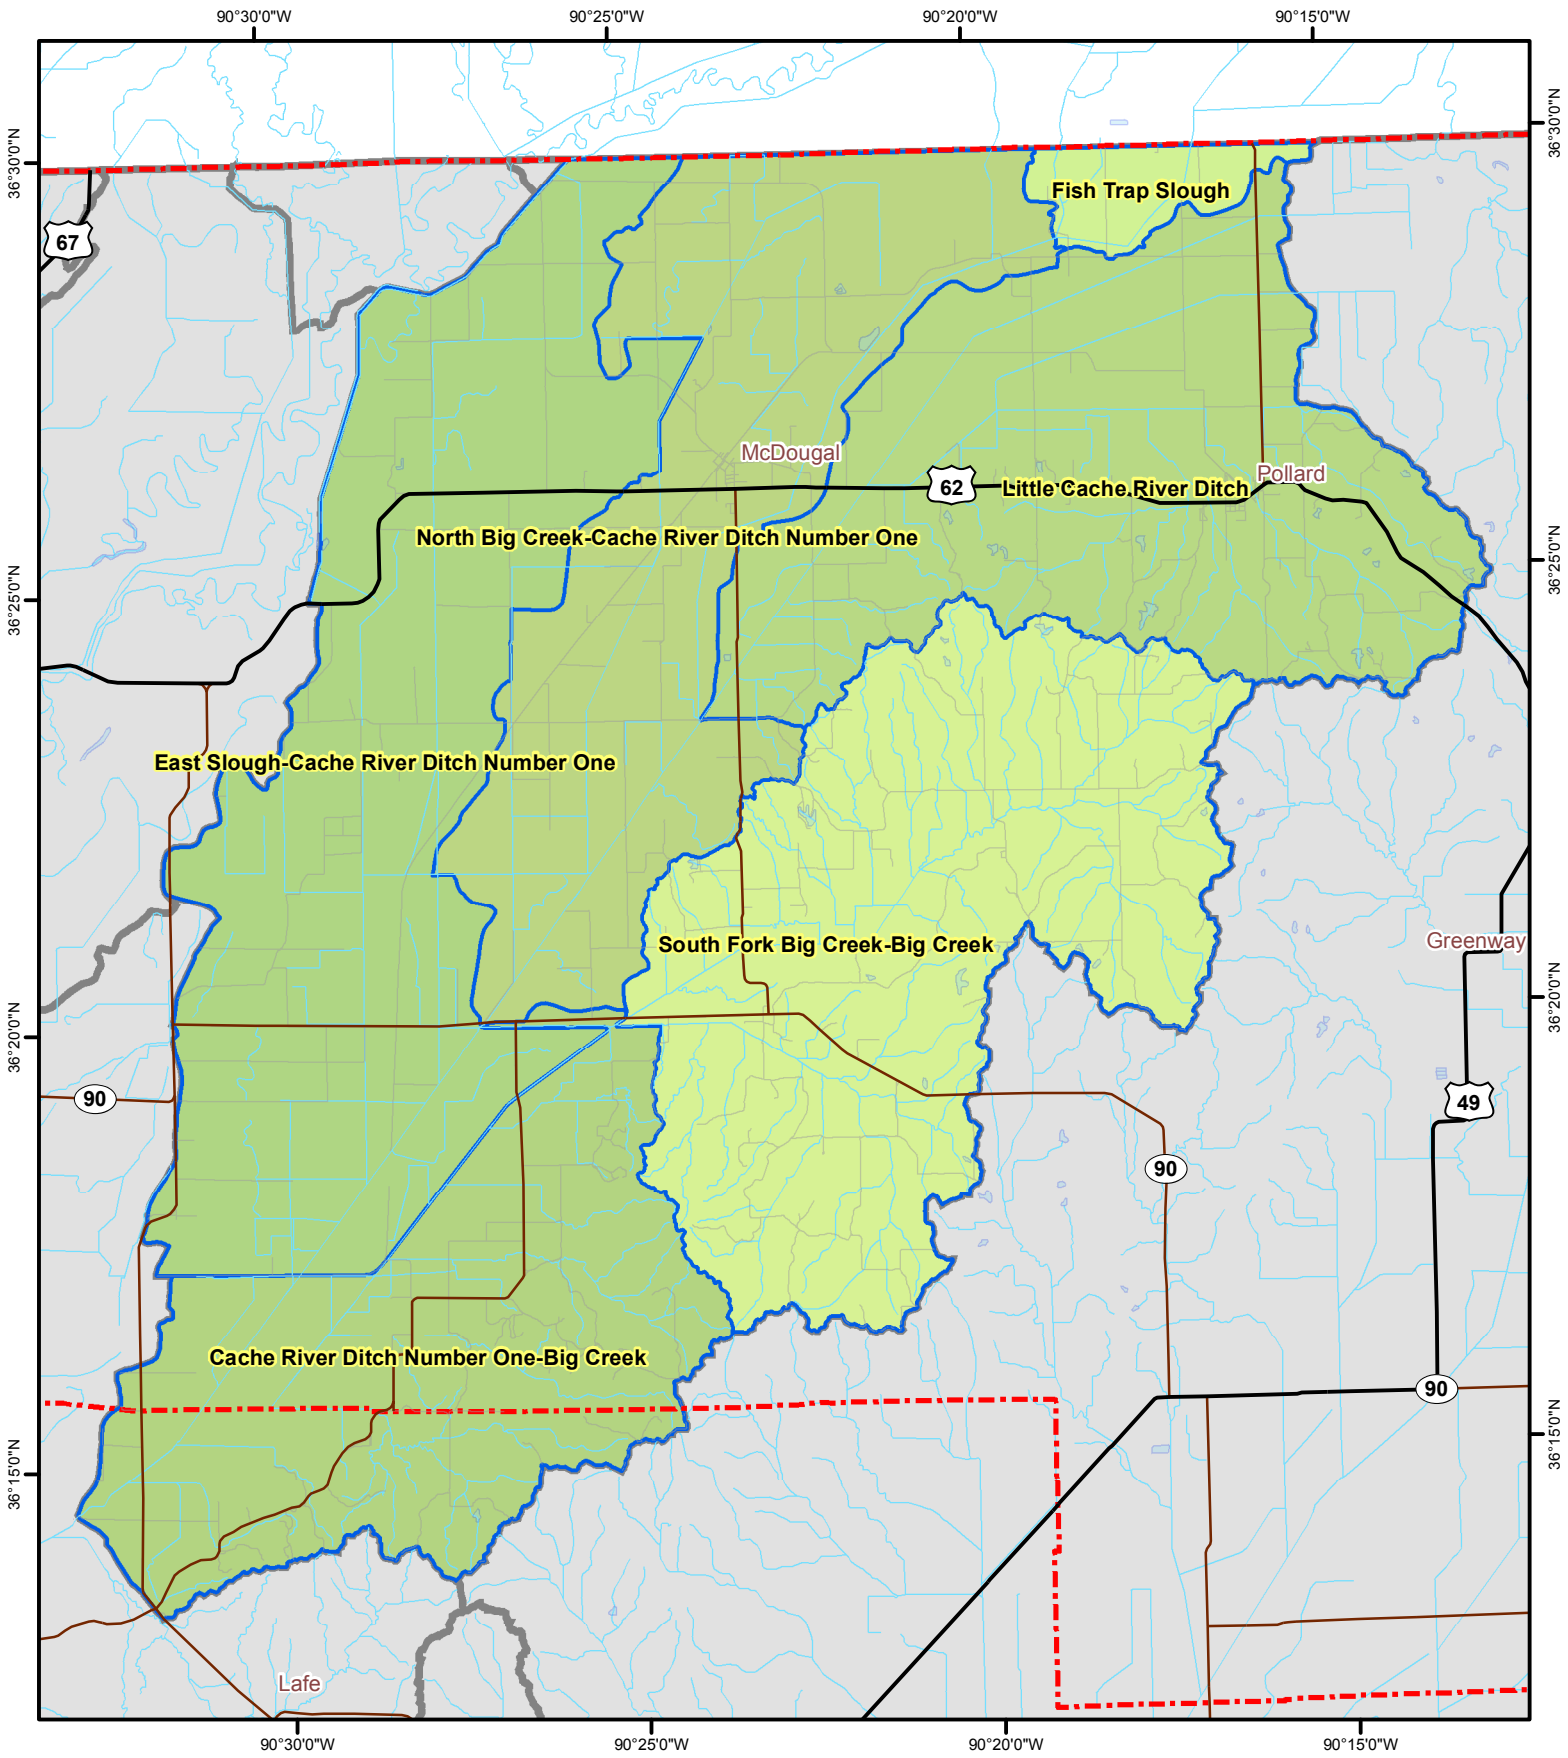 90°30'0"W 90°25'0"W 90°20'0"W 90°15'0"W
36°30'0"N
36°30'0"N
Fish Trap Slough
67
McDougal
Pollard
62
Little Cache River Ditch
North Big Creek-Cache River Ditch Number One
36°25'0"N
36°25'0"N
East Slough-Cache River Ditch Number One
South Fork Big Creek-Big Creek
Greenway
36°20'0"N
36°20'0"N
90
49
90
Cache River Ditch Number One-Big Creek
90
36°15'0"N
36°15'0"N
Lafe
90°30'0"W 90°25'0"W 90°20'0"W 90°15'0"W